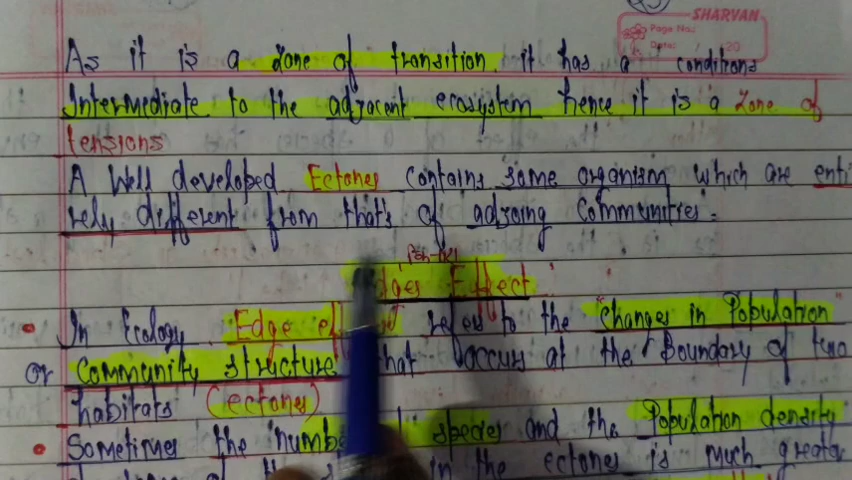 SHARVAN
Page No.:
Date: / /20
As it is a zone of transition it has a conditions
Intermediate to the adjacent ecosystem hence it is a zone of
tensions
A Well developed Ectones contains some organism which are enti
rely different from that's of adjoing Communities.
Edges Effect
In Ecology Edge refers to the "changes in Population"
or community structure that occurs at the Boundary of two
habitats (ectones)
Sometimes the species and the Population density
in the ectones is much greater